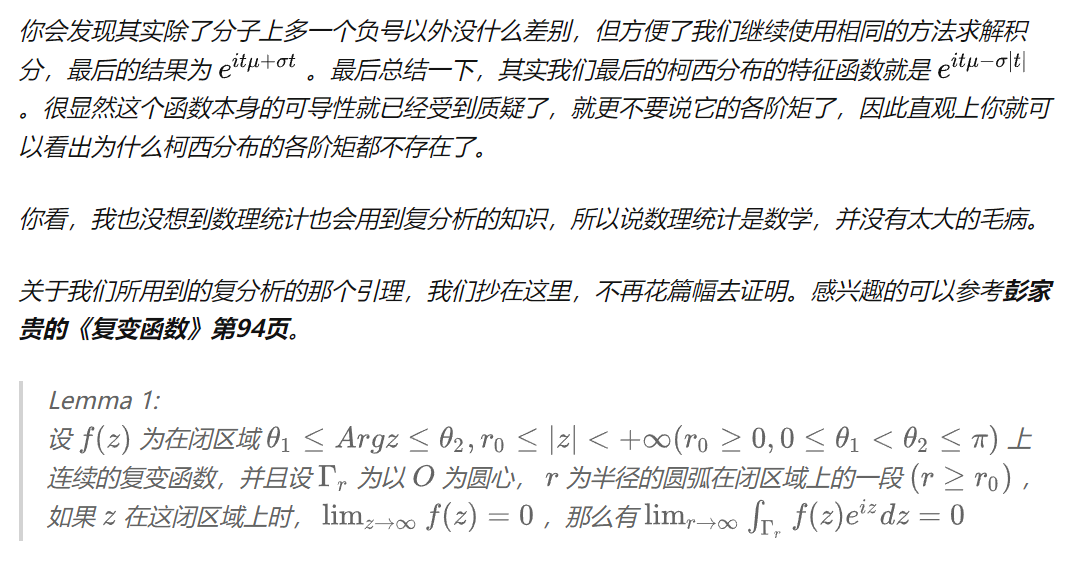 你会发现其实除了分子上多一个负号以外没什么差别，但方便了我们继续使用相同的方法求解积
分，最后的结果为 $e^{it\mu+\sigma t}$ 。最后总结一下，其实我们最后的柯西分布的特征函数就是 $e^{it\mu-\sigma|t|}$
。很显然这个函数本身的可导性就已经受到质疑了，就更不要说它的各阶矩了，因此直观上你就可
以看出为什么柯西分布的各阶矩都不存在了。
你看，我也没想到数理统计也会用到复分析的知识，所以说数理统计是数学，并没有太大的毛病。
关于我们所用到的复分析的那个引理，我们抄在这里，不再花篇幅去证明。感兴趣的可以参考彭家
贵的《复变函数》第94页。
Lemma 1:
设 $f(z)$ 为在闭区域 $\theta_1 \le Argz \le \theta_2, r_0 \le |z| < +\infty (r_0 \ge 0, 0 \le \theta_1 < \theta_2 \le \pi)$ 上
连续的复变函数，并且设 $\Gamma_r$ 为以 $O$ 为圆心， $r$ 为半径的圆弧在闭区域上的一段 $(r \ge r_0)$ ，
如果 $z$ 在这闭区域上时， $\lim_{z\to\infty} f(z) = 0$ ，那么有 $\lim_{r\to\infty} \int_{\Gamma_r} f(z)e^{iz}dz = 0$